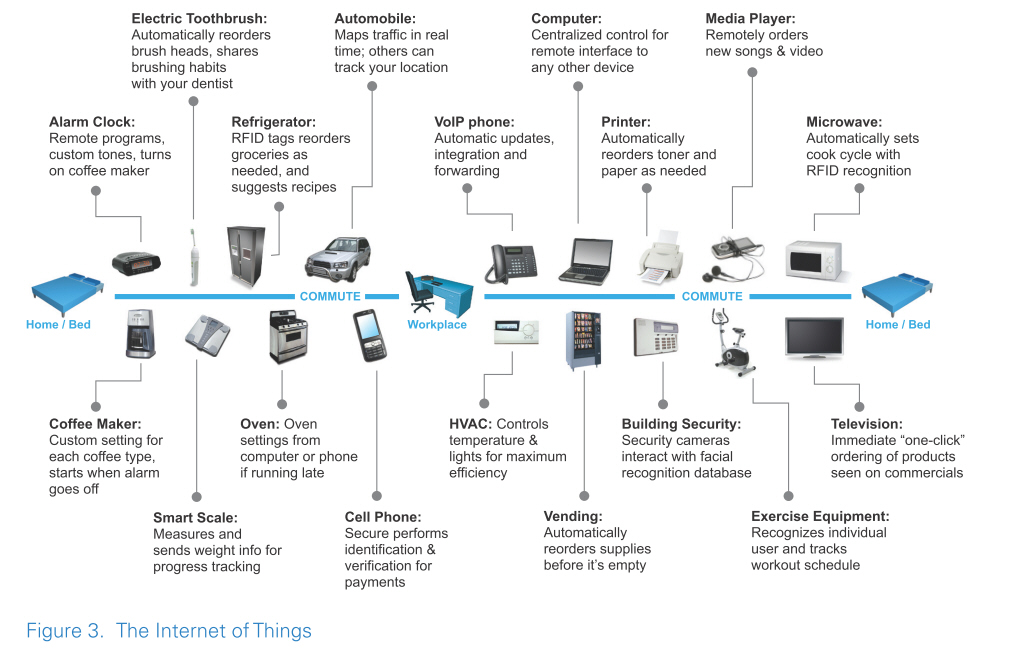 Electric Toothbrush:
Automatically reorders
brush heads, shares
brushing habits
with your dentist
Automobile:
Maps traffic in real
time; others can
track your location
Computer:
Centralized control for
remote interface to
any other device
Media Player:
Remotely orders
new songs & video
Alarm Clock:
Remote programs,
custom tones, turns
on coffee maker
Refrigerator:
RFID tags reorders
groceries as
needed, and
suggests recipes
VoIP phone:
Automatic updates,
integration and
forwarding
Printer:
Automatically
reorders toner and
paper as needed
Microwave:
Automatically sets
cook cycle with
RFID recognition
Home / Bed
COMMUTE
Workplace
COMMUTE
Home / Bed
Coffee Maker:
Custom setting for
each coffee type,
starts when alarm
goes off
Oven: Oven
settings from
computer or phone
if running late
HVAC: Controls
temperature &
lights for maximum
efficiency
Building Security:
Security cameras
interact with facial
recognition database
Television:
Immediate “one-click”
ordering of products
seen on commercials
Smart Scale:
Measures and
sends weight info for
progress tracking
Cell Phone:
Secure performs
identification &
verification for
payments
Vending:
Automatically
reorders supplies
before it’s empty
Exercise Equipment:
Recognizes individual
user and tracks
workout schedule
Figure 3. The Internet of Things